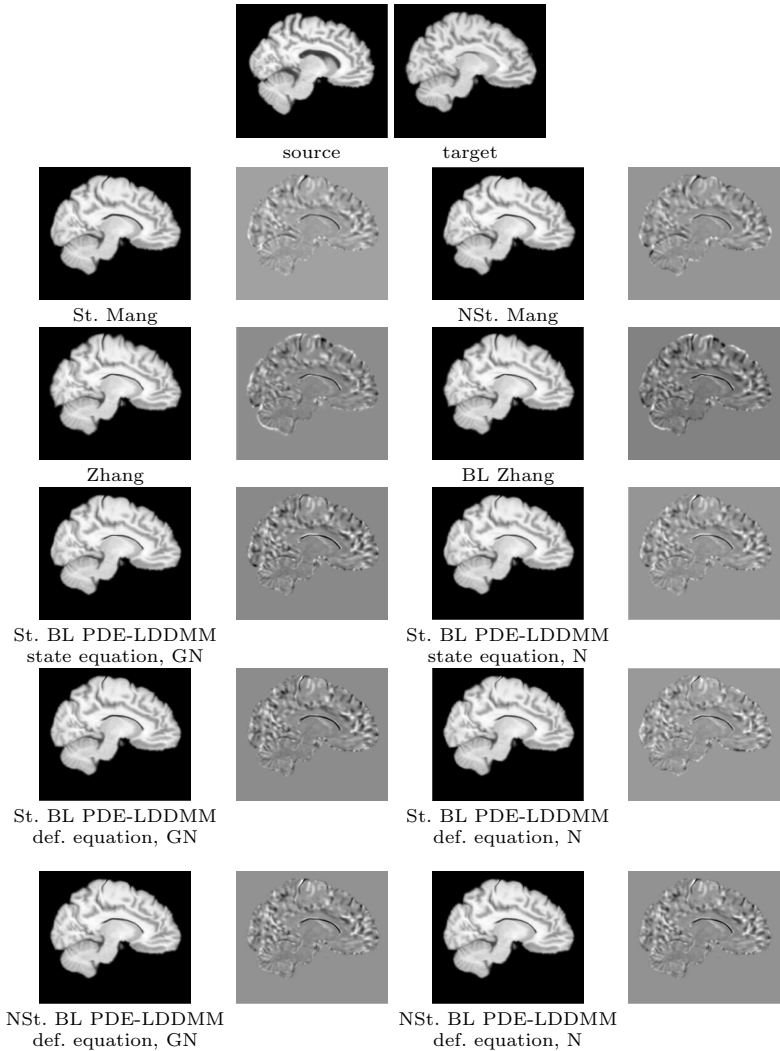 source
target
St. Mang
NSt. Mang
Zhang
BL Zhang
St. BL PDE-LDDMM
state equation, GN
St. BL PDE-LDDMM
state equation, N
St. BL PDE-LDDMM
def. equation, GN
St. BL PDE-LDDMM
def. equation, N
NSt. BL PDE-LDDMM
def. equation, GN
NSt. BL PDE-LDDMM
def. equation, N